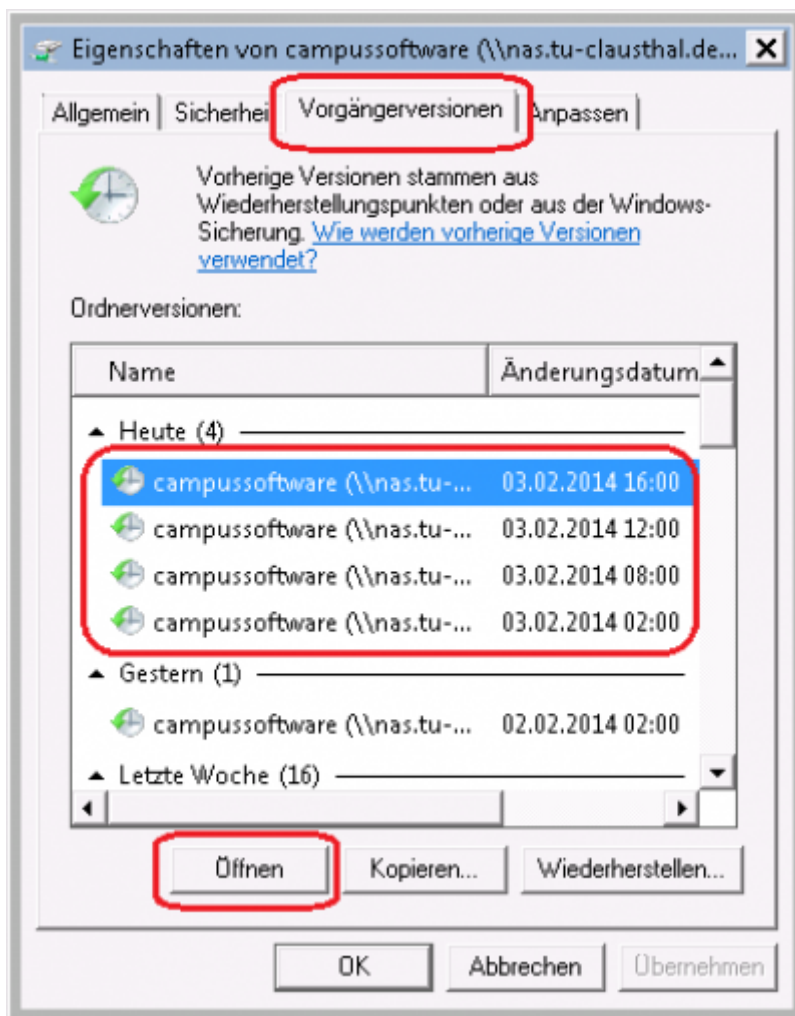 Eigenschaften von campussoftware (\\nas.tu-clausthal.de...
Allgemein Sicherhei Vorgängerversionen Anpassen
Vorherige Versionen stammen aus
Wiederherstellungspunkten oder aus der Windows-
Sicherung. Wie werden vorherige Versionen
verwendet?
Ordnerversionen:
Name Änderungsdatum
Heute (4)
campussoftware (\\nas.tu-... 03.02.2014 16:00
campussoftware (\\nas.tu-... 03.02.2014 12:00
campussoftware (\\nas.tu-... 03.02.2014 08:00
campussoftware (\\nas.tu-... 03.02.2014 02:00
Gestern (1)
campussoftware (\\nas.tu-... 02.02.2014 02:00
Letzte Woche (16)
Öffnen Kopieren... Wiederherstellen...
OK Abbrechen Übernehmen